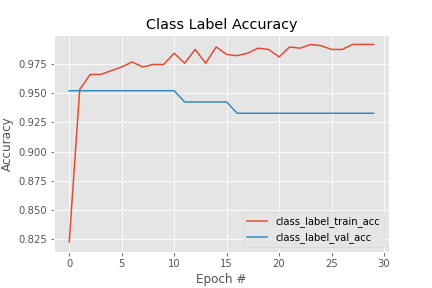 Class Label Accuracy
Accuracy
0.975
0.950
0.925
0.900
0.875
0.850
0.825
class_label_train_acc
class_label_val_acc
0 5 10 15 20 25 30
Epoch #